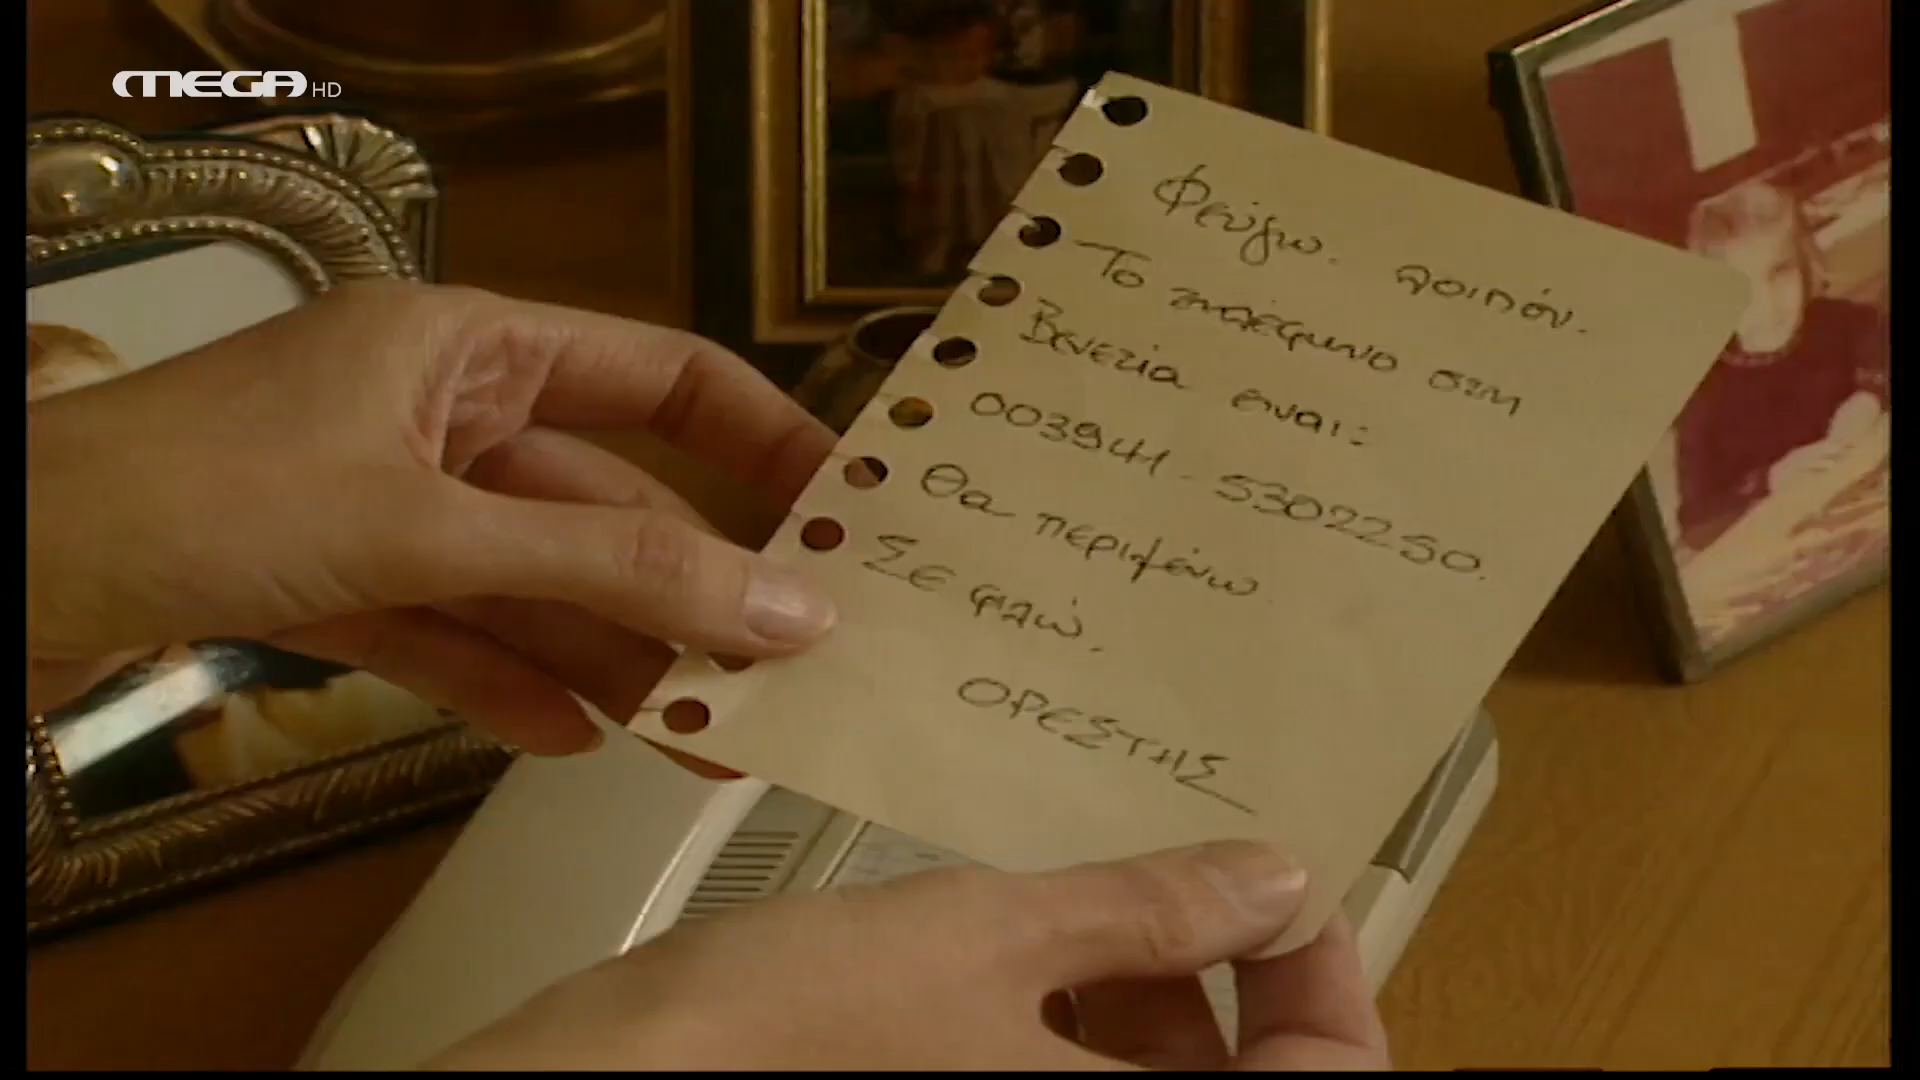 MEGA HD
Φεύγω. λοιπόν.
Το τηλέφωνο στη
Βενετία είναι:
003941-5302250.
Θα περιμένω
Σε φιλώ.
ΟΡΕΣΤΗΣ